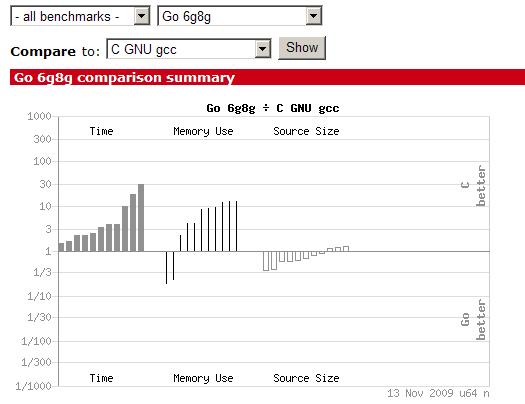 - all benchmarks - Go 6g8g
Compare to: C GNU gcc Show
Go 6g8g comparison summary
Go 6g8g ÷ C GNU gcc
1000
Time Memory Use Source Size
300
100
30
C better
10
3
1
1/3
1/10
1/30
Go better
1/100
1/300
Time Memory Use Source Size
1/1000
13 Nov 2009 u64 n